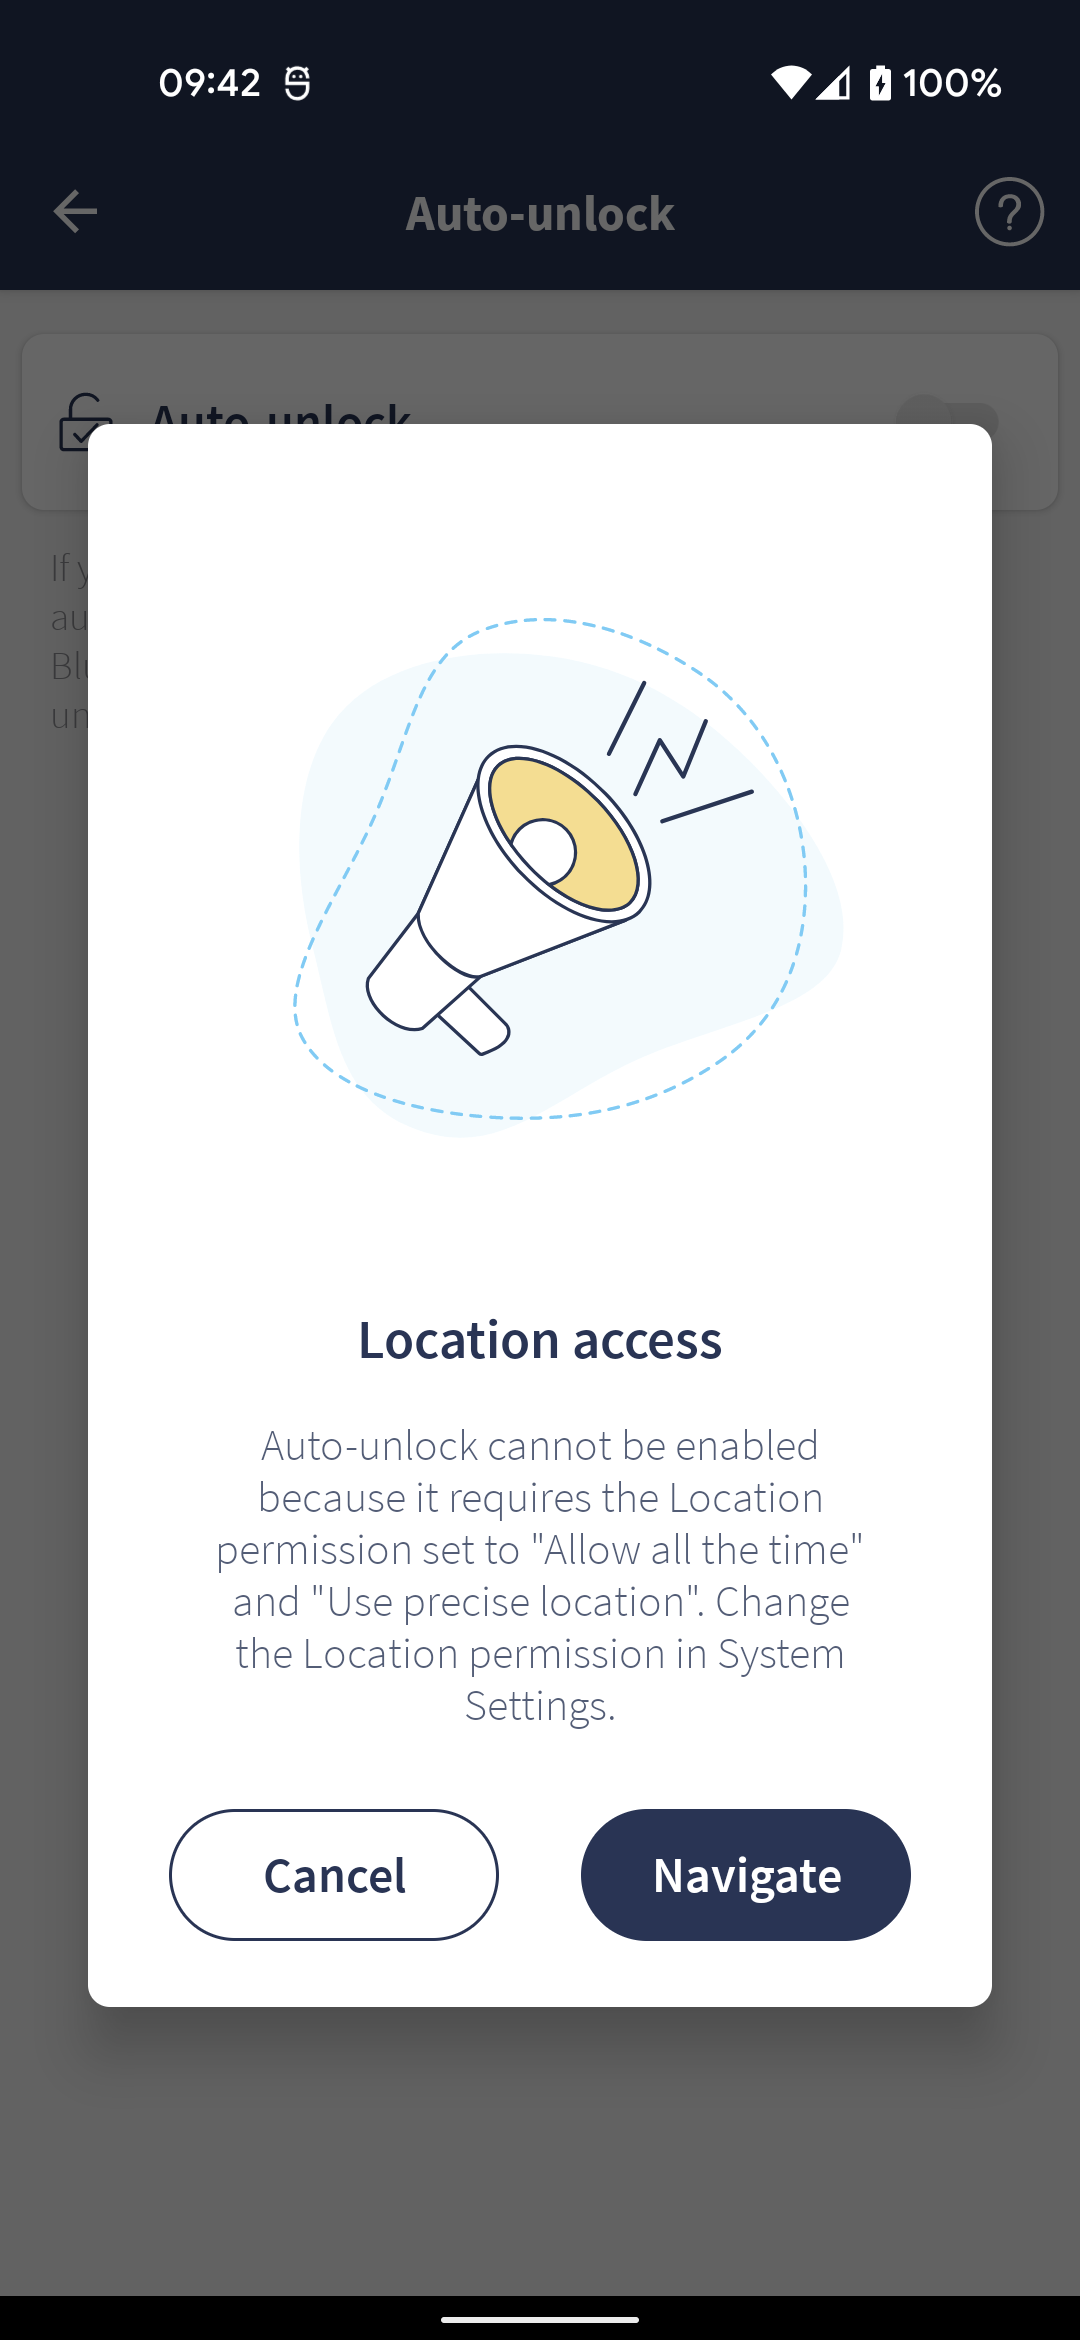 09:42
100%
Auto-unlock
Auto-unlock
If
au
un
Location access
Auto-unlock cannot be enabled
because it requires the Location
permission set to "Allow all the time"
and "Use precise location". Change
the Location permission in System
Settings.
Cancel
Navigate